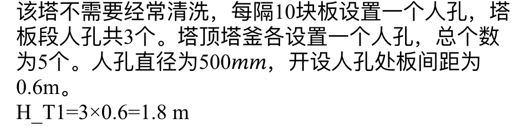 该塔不需要经常清洗，每隔10块板设置一个人孔，塔
板段人孔共3个。塔顶塔釜各设置一个人孔，总个数
为5个。人孔直径为500mm，开设人孔处板间距为
0.6m。
H_T1=3×0.6=1.8 m